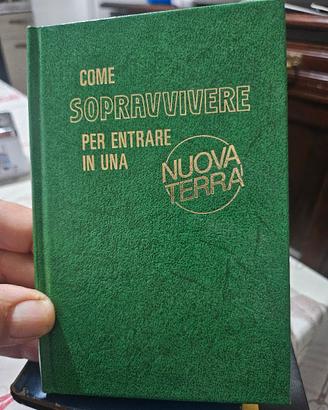 COME
SOPRAVVIVERE
PER ENTRARE
IN UNA
NUOVA
TERRA